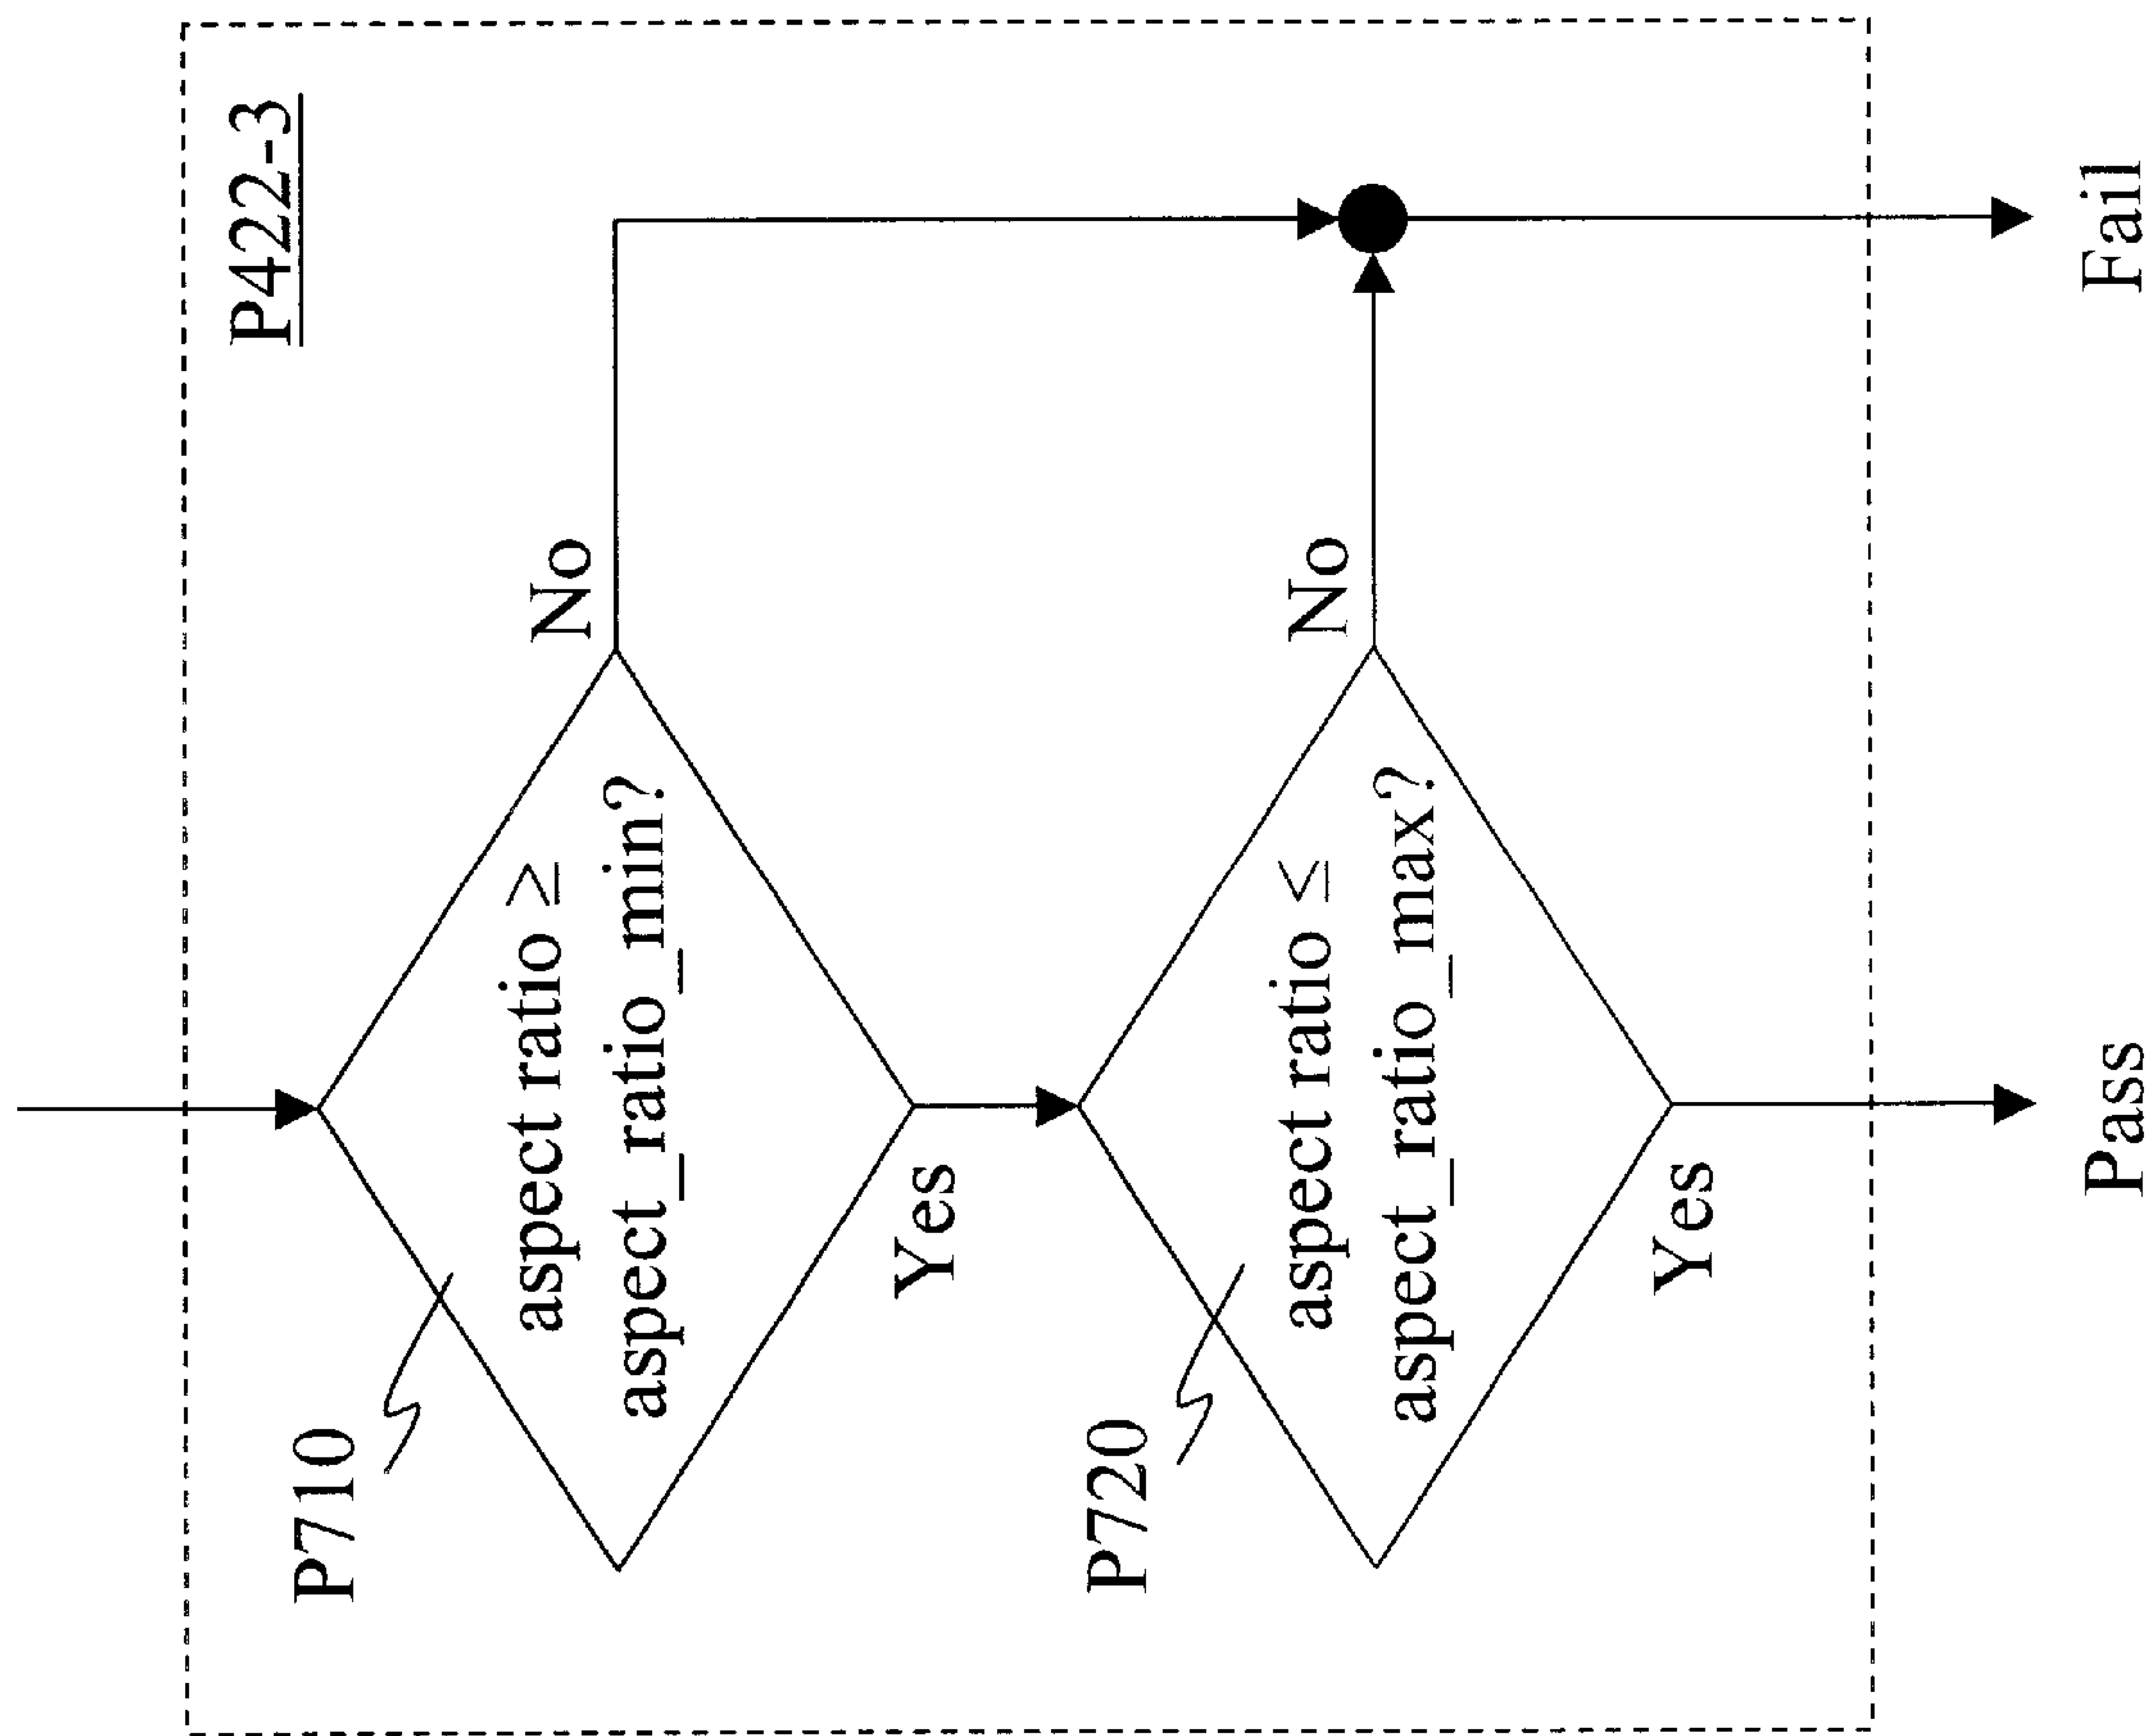 P422-3
P710
aspect ratio ≥
aspect_ratio_min?
No
Yes
P720
aspect ratio ≤
aspect_ratio_max?
No
Yes
Pass
Fail